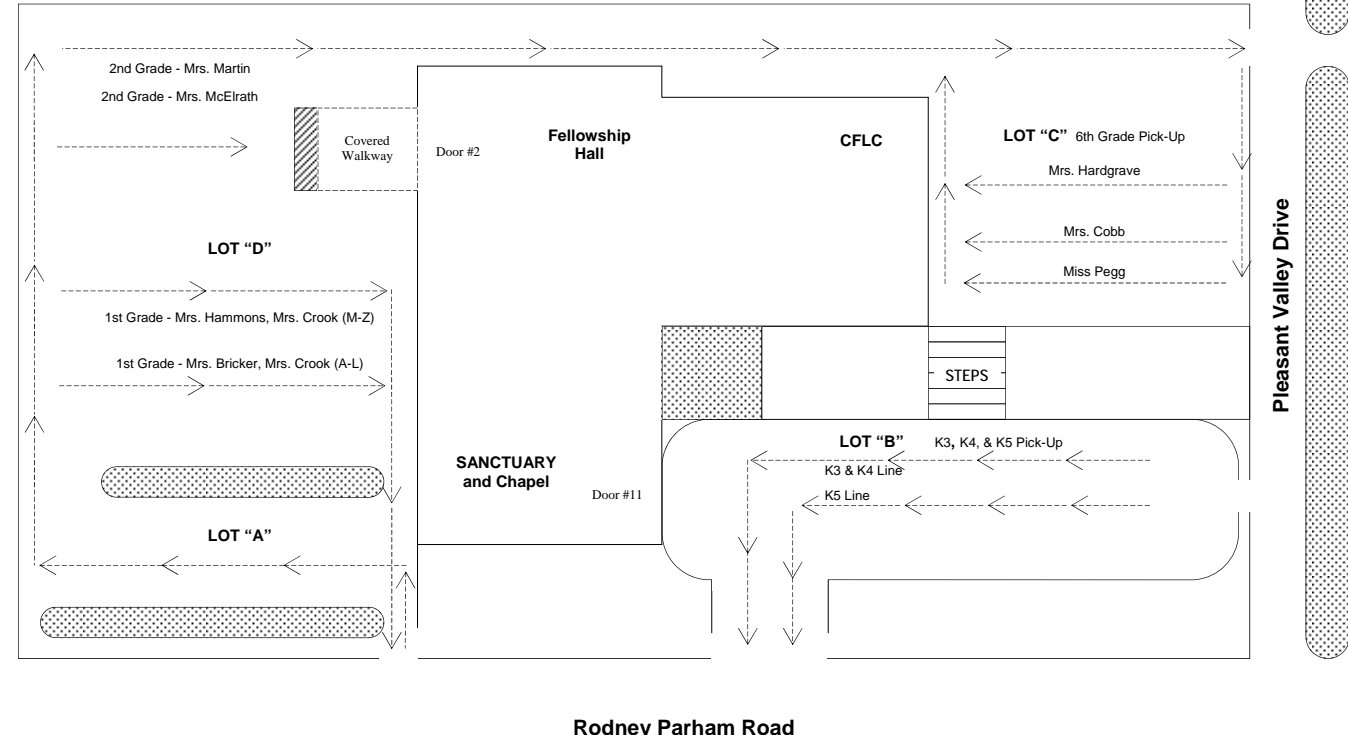 2nd Grade - Mrs. Martin
2nd Grade - Mrs. McElrath
Covered
Walkway
Door #2
Fellowship
Hall
CFLC
LOT “C” 6th Grade Pick-Up
Mrs. Hardgrave
Mrs. Cobb
Miss Pegg
Pleasant Valley Drive
LOT “D”
1st Grade - Mrs. Hammons, Mrs. Crook (M-Z)
1st Grade - Mrs. Bricker, Mrs. Crook (A-L)
STEPS
LOT “B” K3, K4, & K5 Pick-Up
K3 & K4 Line
K5 Line
SANCTUARY
and Chapel
Door #11
LOT “A”
Rodney Parham Road